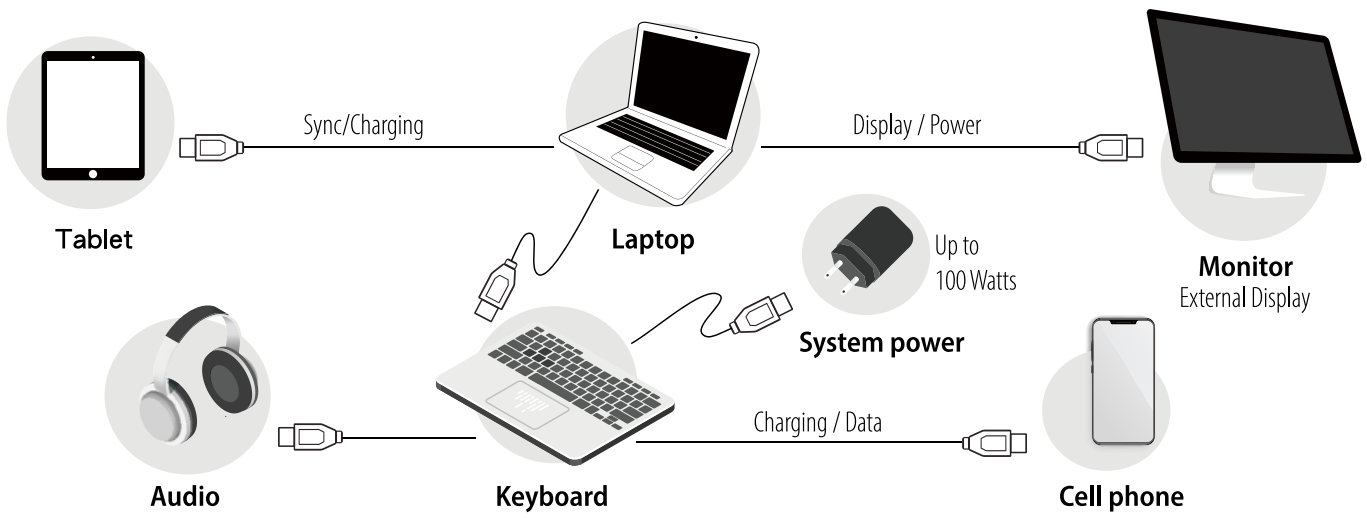 Sync/Charging
Display / Power
Tablet
Laptop
Up to
100 Watts
Monitor
External Display
System power
Charging / Data
Audio
Keyboard
Cell phone